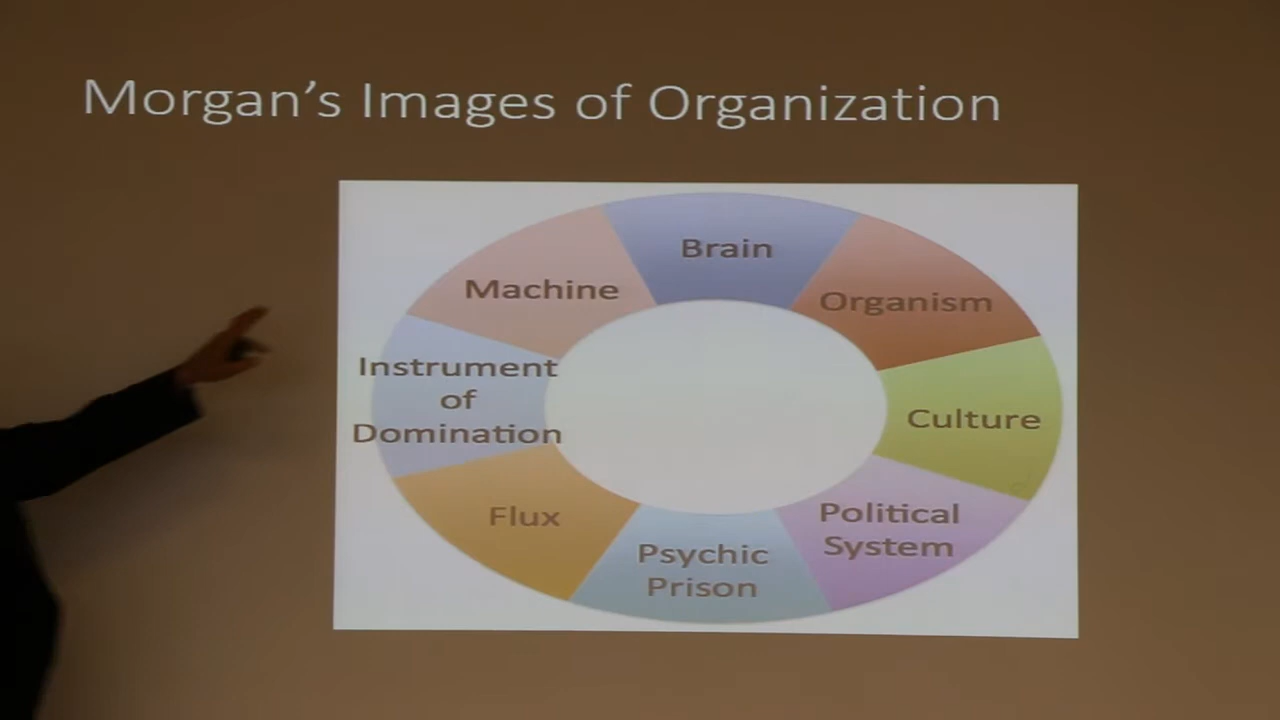 Morgan's Images of Organization
Brain
Machine
Organism
Instrument
of
Domination
Culture
Flux
Political
System
Psychic
Prison